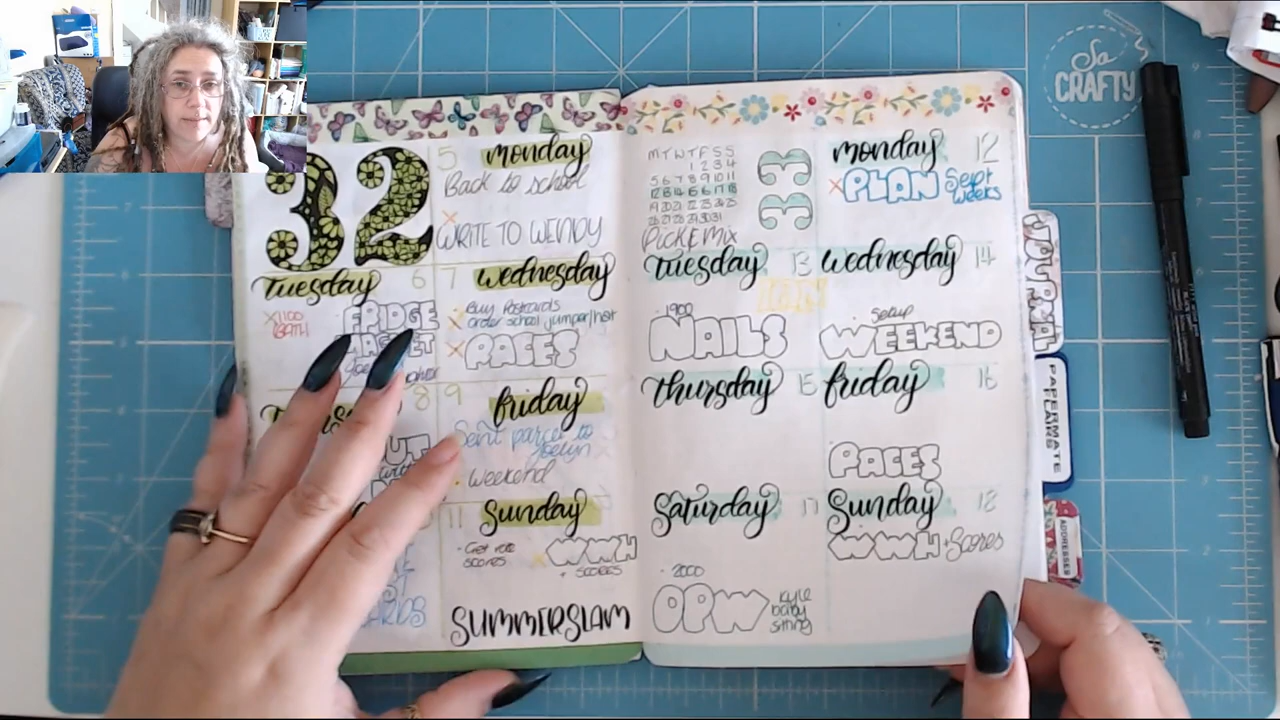 So
CRAFTY
32
5 monday
Back to school
WRITE TO WENDY
Tuesday 6
1100
BATH
FRIDGE
7 wednesday
Buy Postcards
order school jumper/hat
PACES
8
9 friday
Sent parcel to
Joelyn
Weekend
11 Sunday
Get
scores
WWH
+ SCORES
SUMMERSLAM
M T W T F S S
1 2 3 4
5 6 7 8 9 10 11
12 13 14 15 16 17 18
19 20 21 22 23 24 25
26 27 28 29 30 31
Pick & Mix
33
monday 12
PLAN Sept
weeks
Tuesday 13
1900
NAILS
wednesday 14
setup
WEEKEND
Thursday 15
friday 16
PACES
Saturday 17
2000
OPW
Kyle
baby
sitting
Sunday 18
WWH + Scores
JOURNAL
PAPERMATE
FLAIRS
ADDRESSES